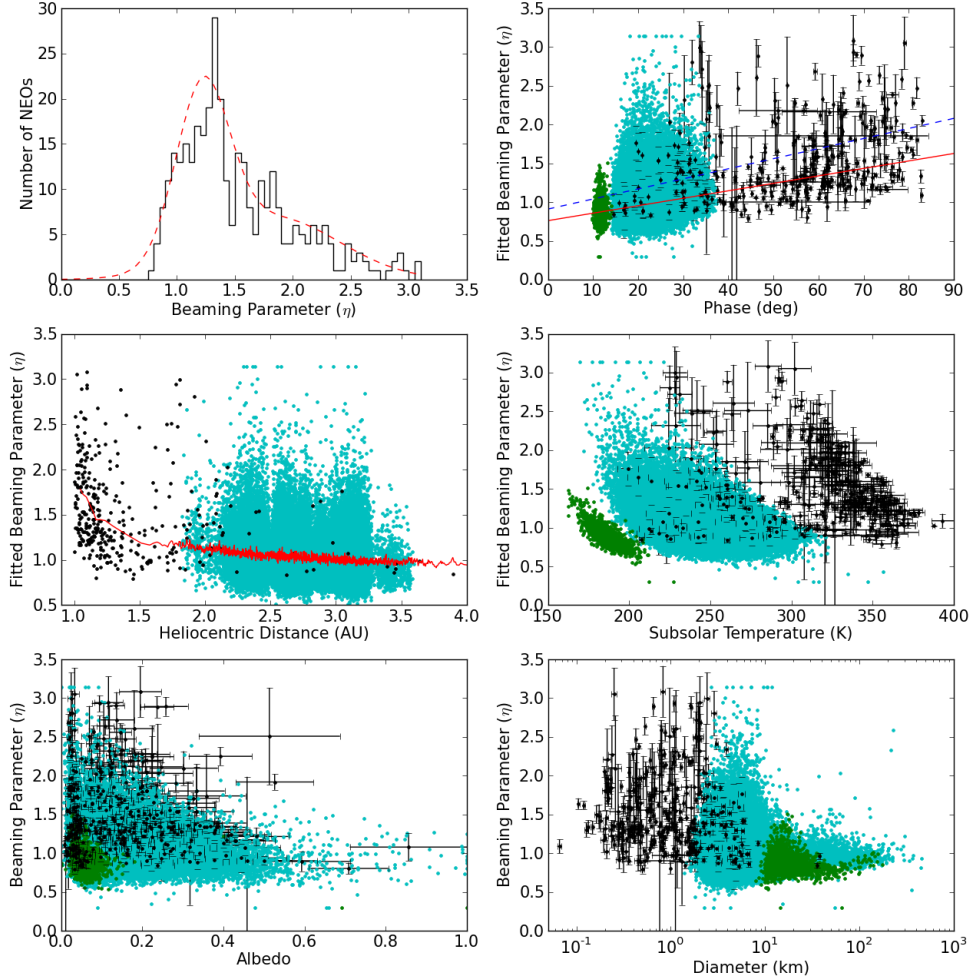 30
25
20
15
10
5
0
Number of NEOs
0.0 0.5 1.0 1.5 2.0 2.5 3.0 3.5
Beaming Parameter (η)
3.5
3.0
2.5
2.0
1.5
1.0
0.5
0.0
Fitted Beaming Parameter (η)
0 10 20 30 40 50 60 70 80 90
Phase (deg)
3.5
3.0
2.5
2.0
1.5
1.0
0.5
Fitted Beaming Parameter (η)
1.0 1.5 2.0 2.5 3.0 3.5 4.0
Heliocentric Distance (AU)
3.5
3.0
2.5
2.0
1.5
1.0
0.5
0.0
Fitted Beaming Parameter (η)
150 200 250 300 350 400
Subsolar Temperature (K)
3.5
3.0
2.5
2.0
1.5
1.0
0.5
0.0
Beaming Parameter (η)
0.0 0.2 0.4 0.6 0.8 1.0
Albedo
3.5
3.0
2.5
2.0
1.5
1.0
0.5
0.0
Beaming Parameter (η)
10⁻¹ 10⁰ 10¹ 10² 10³
Diameter (km)